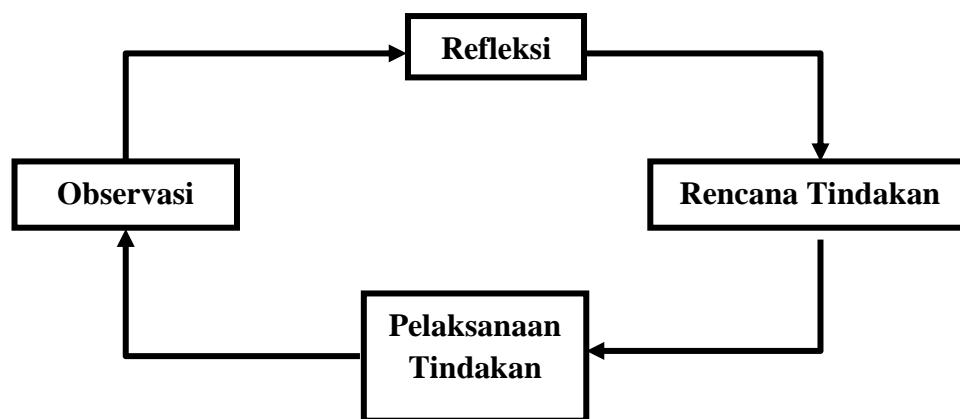 Refleksi
Observasi
Rencana Tindakan
Pelaksanaan
Tindakan